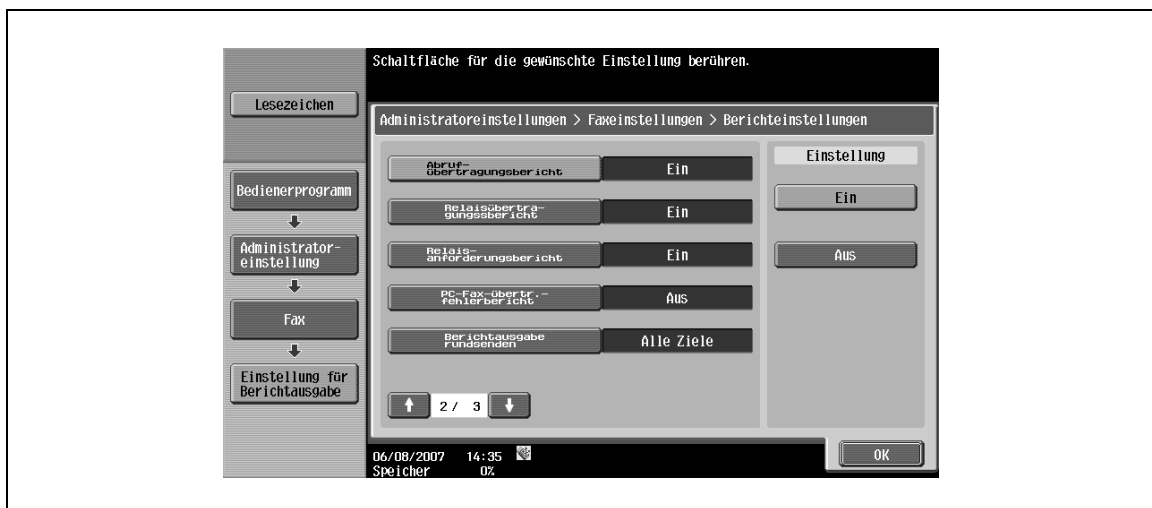 Schaltfläche für die gewünschte Einstellung berühren.
Lesezeichen
Administratoreinstellungen > Faxeinstellungen > Berichteinstellungen
Bedienerprogramm
Administrator-
einstellung
Fax
Einstellung für
Berichtausgabe
Abruf-
übertragungsbericht
Ein
Relaisübertra-
gungssbericht
Ein
Relais-
anforderungsbericht
Ein
PC-Fax-Übertr.-
fehlerbericht
Aus
Berichtausgabe
rundsenden
Alle Ziele
2/ 3
Einstellung
Ein
Aus
06/08/2007 14:35
Speicher 0%
OK